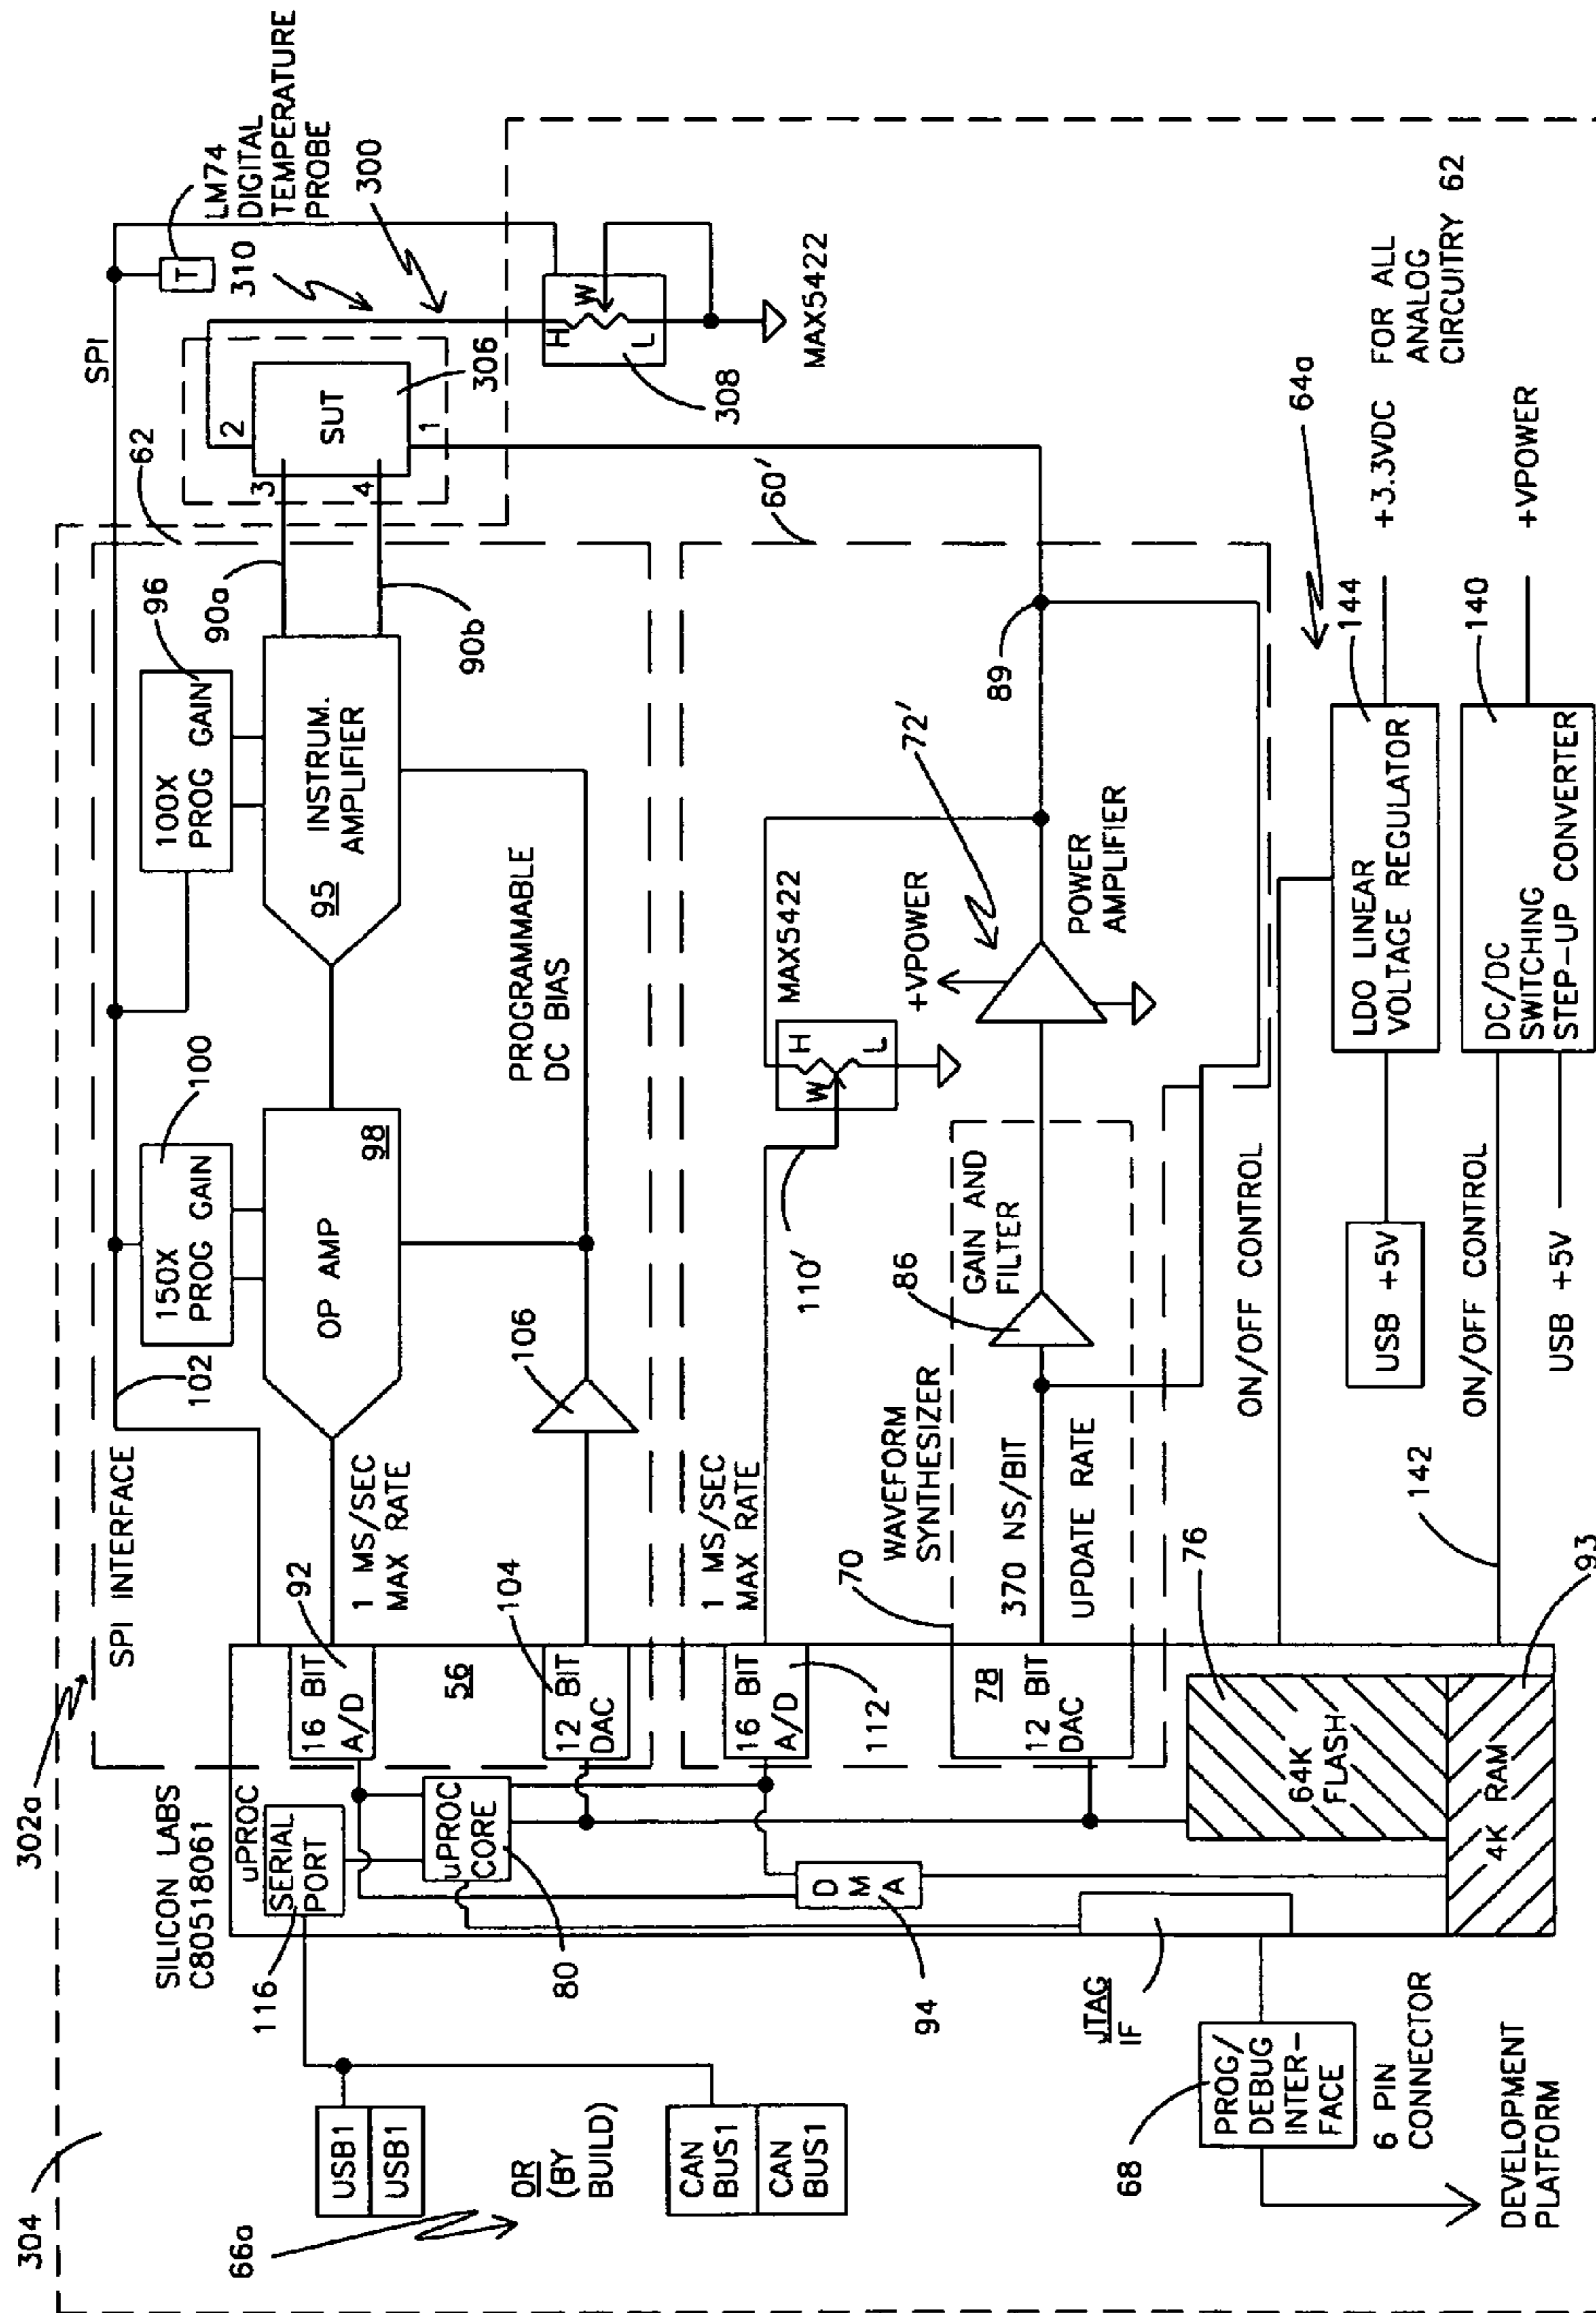 304
302a
SILICON LABS
C80518061
SPI INTERFACE
102
150X
PROG GAIN
100
100X
PROG GAIN
96
62
SPI
T
LM74
DIGITAL
TEMPERATURE
PROBE
310
300
66a
USB1
USB1
OR
(BY
BUILD)
CAN
BUS1
CAN
BUS1
116
uPROC
SERIAL
PORT
16 BIT
A/D
92
56
1 MS/SEC
MAX RATE
OP AMP
98
INSTRUM.
AMPLIFIER
95
90a
90b
3
4
2
1
SUT
306
uPROC
CORE
80
12 BIT
DAC
104
106
PROGRAMMABLE
DC BIAS
60'
H
W
L
308
MAX5422
16 BIT
A/D
112
1 MS/SEC
MAX RATE
110'
MAX5422
H
W
L
+VPOWER
72'
POWER
AMPLIFIER
89
D
M
A
94
WAVEFORM
SYNTHESIZER
70
78
12 BIT
DAC
370 NS/BIT
UPDATE RATE
86
GAIN AND
FILTER
JTAG
IF
68
PROG/
DEBUG
INTER-
FACE
6 PIN
CONNECTOR
DEVELOPMENT
PLATFORM
64K
FLASH
76
4K RAM
93
ON/OFF CONTROL
USB +5V
LDO LINEAR
VOLTAGE REGULATOR
144
64a
+3.3VDC
FOR ALL
ANALOG
CIRCUITRY 62
142
ON/OFF CONTROL
USB +5V
DC/DC
SWITCHING
STEP-UP CONVERTER
140
+VPOWER